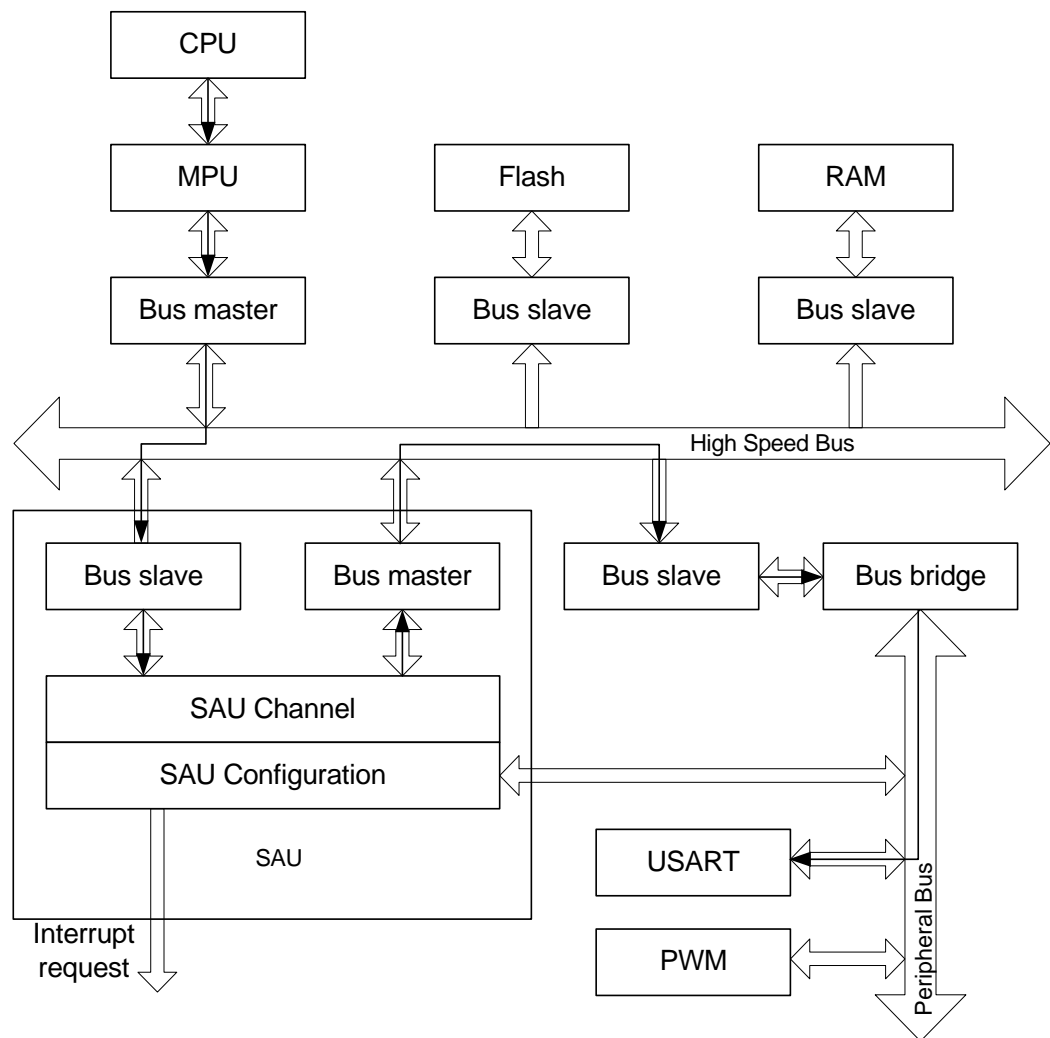 CPU
MPU
Flash
RAM
Bus master
Bus slave
Bus slave
High Speed Bus
Bus slave
Bus master
Bus slave
Bus bridge
SAU Channel
SAU Configuration
SAU
USART
Interrupt
request
PWM
Peripheral Bus